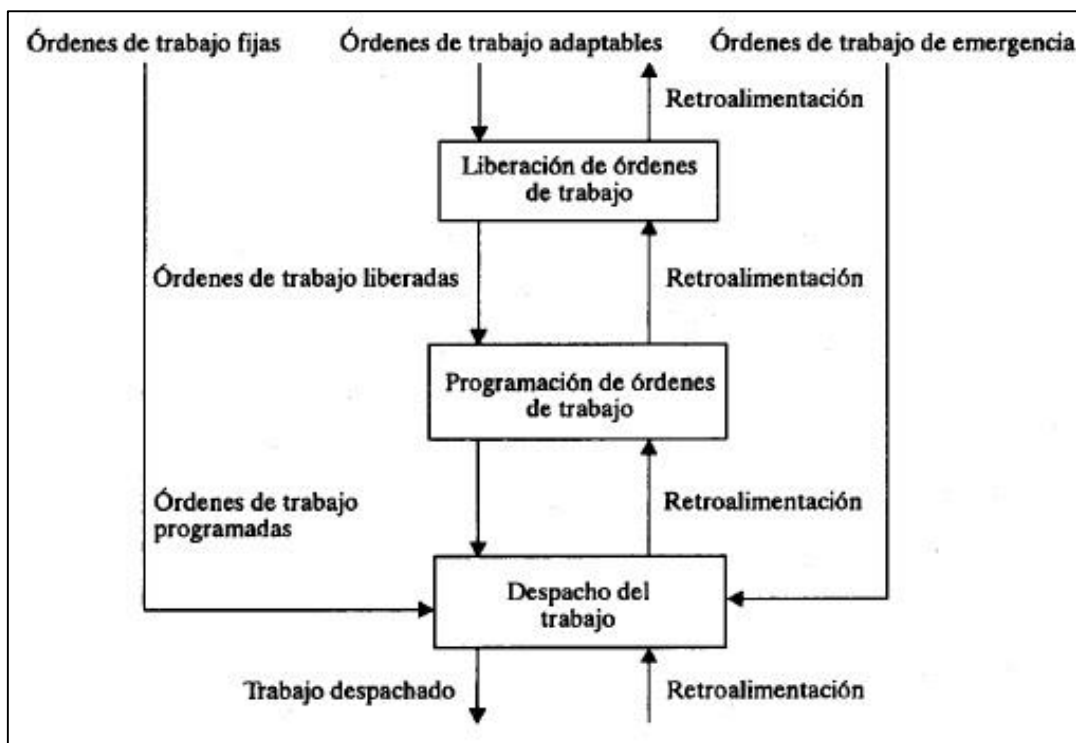 Órdenes de trabajo fijas
Órdenes de trabajo adaptables
Órdenes de trabajo de emergencia
Retroalimentación
Liberación de órdenes
de trabajo
Órdenes de trabajo liberadas
Retroalimentación
Programación de órdenes
de trabajo
Órdenes de trabajo
programadas
Retroalimentación
Despacho del
trabajo
Trabajo despachado
Retroalimentación